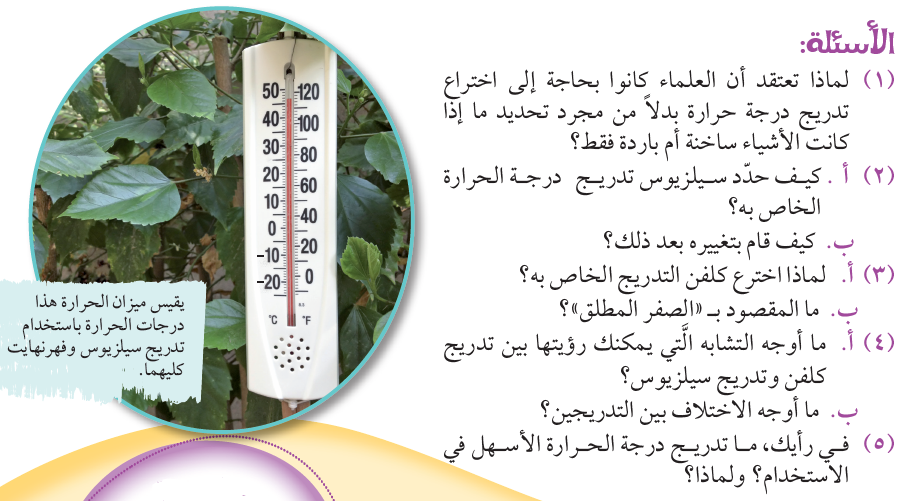 الأسئلة:
(١) لماذا تعتقد أن العلماء كانوا بحاجة إلى اختراع
تدريج درجة حرارة بدلاً من مجرد تحديد ما إذا
كانت الأشياء ساخنة أم باردة فقط؟
(٢) أ. كيف حدّد سيلزيوس تدريج درجة الحرارة
الخاص به؟
ب. كيف قام بتغييره بعد ذلك؟
(٣) أ. لماذا اخترع كلفن التدريج الخاص به؟
ب. ما المقصود بـ «الصفر المطلق»؟
(٤) أ. ما أوجه التشابه الَّتي يمكنك رؤيتها بين تدريج
كلفن وتدريج سيلزيوس؟
ب. ما أوجه الاختلاف بين التدريجين؟
(٥) في رأيك، ما تدريج درجة الحرارة الأسهل في
الاستخدام؟ ولماذا؟
50 120
40 100
30 80
20 60
10 40
0 20
-10 0
-20
°C °F
يقيس ميزان الحرارة هذا
درجات الحرارة باستخدام
تدريج سيلزيوس وفهرنهايت
كليهما.